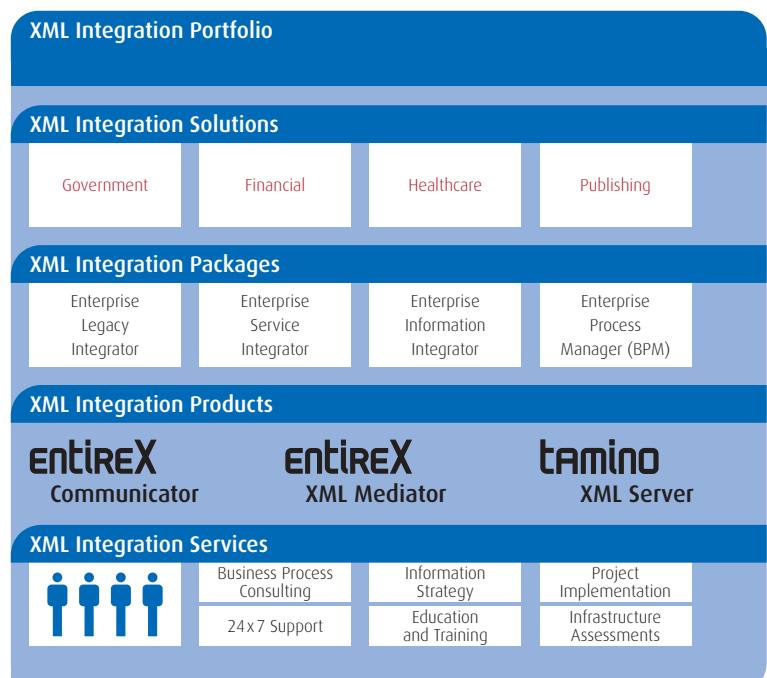 XML Integration Portfolio
XML Integration Solutions
Government
Financial
Healthcare
Publishing
XML Integration Packages
Enterprise
Legacy
Integrator
Enterprise
Service
Integrator
Enterprise
Information
Integrator
Enterprise
Process
Manager (BPM)
XML Integration Products
EntireX
Communicator
EntireX
XML Mediator
tamino
XML Server
XML Integration Services
Business Process
Consulting
Information
Strategy
Project
Implementation
24x7 Support
Education
and Training
Infrastructure
Assessments